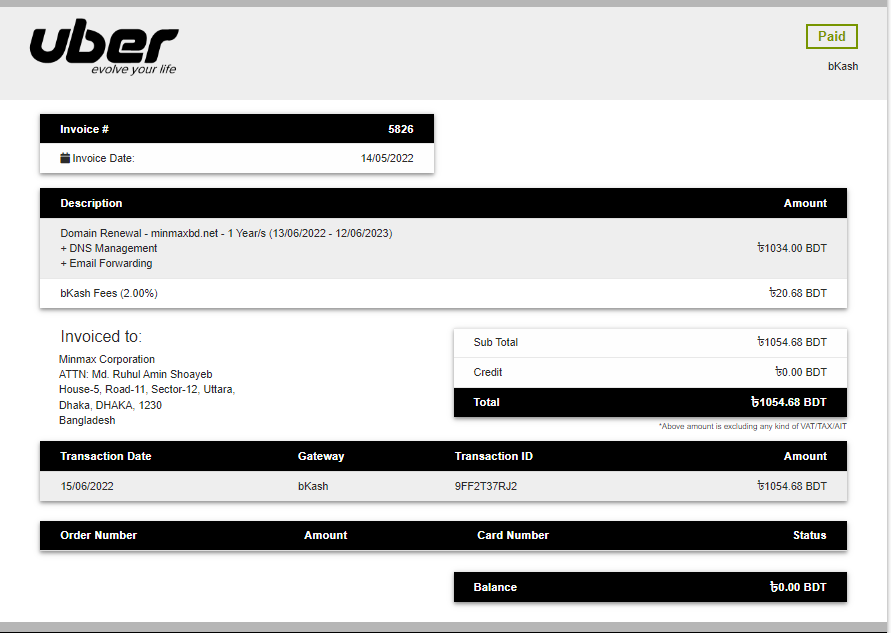 uber
evolve your life
Paid
bKash
Invoice # 5826
Invoice Date: 14/05/2022
Description Amount
Domain Renewal - minmaxbd.net - 1 Year/s (13/06/2022 - 12/06/2023)
+ DNS Management ৳1034.00 BDT
+ Email Forwarding
bKash Fees (2.00%) ৳20.68 BDT
Invoiced to:
Minmax Corporation
ATTN: Md. Ruhul Amin Shoayeb
House-5, Road-11, Sector-12, Uttara,
Dhaka, DHAKA, 1230
Bangladesh
Sub Total ৳1054.68 BDT
Credit ৳0.00 BDT
Total ৳1054.68 BDT
*Above amount is excluding any kind of VAT/TAX/AIT
Transaction Date Gateway Transaction ID Amount
15/06/2022 bKash 9FF2T37RJ2 ৳1054.68 BDT
Order Number Amount Card Number Status
Balance ৳0.00 BDT